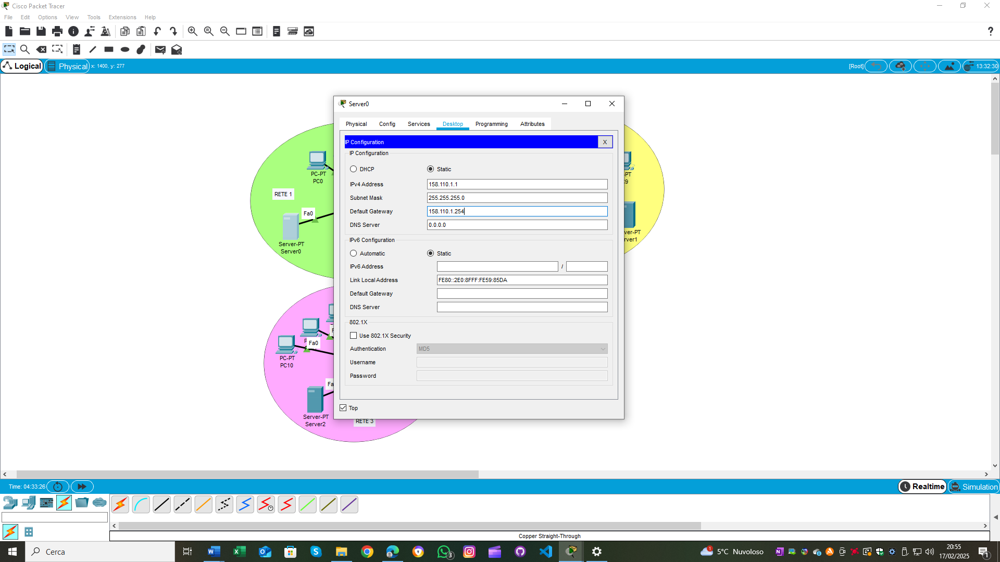 Cisco Packet Tracer
File Edit Options View Tools Extensions Help
Logical Physical x: 1400, y: 277 [Root] 13:32:30
Server0
Physical Config Services Desktop Programming Attributes
IP Configuration X
IP Configuration
DHCP Static
IPv4 Address 158.110.1.1
Subnet Mask 255.255.255.0
Default Gateway 158.110.1.254
DNS Server 0.0.0.0
IPv6 Configuration
Automatic Static
IPv6 Address /
Link Local Address FE80::2E0:8FFF:FE59:85DA
Default Gateway
DNS Server
802.1X
Use 802.1X Security
Authentication MD5
Username
Password
Top
PC-PT
PC0
RETE 1
Fa0
Server-PT
Server0
Fa0
PC-PT
PC10
Server-PT
Server2
RETE 3
Time: 04:33:26 Realtime Simulation
Copper Straight-Through
Cerca
3
1
5°C Nuvoloso
20:55
17/02/2025
1